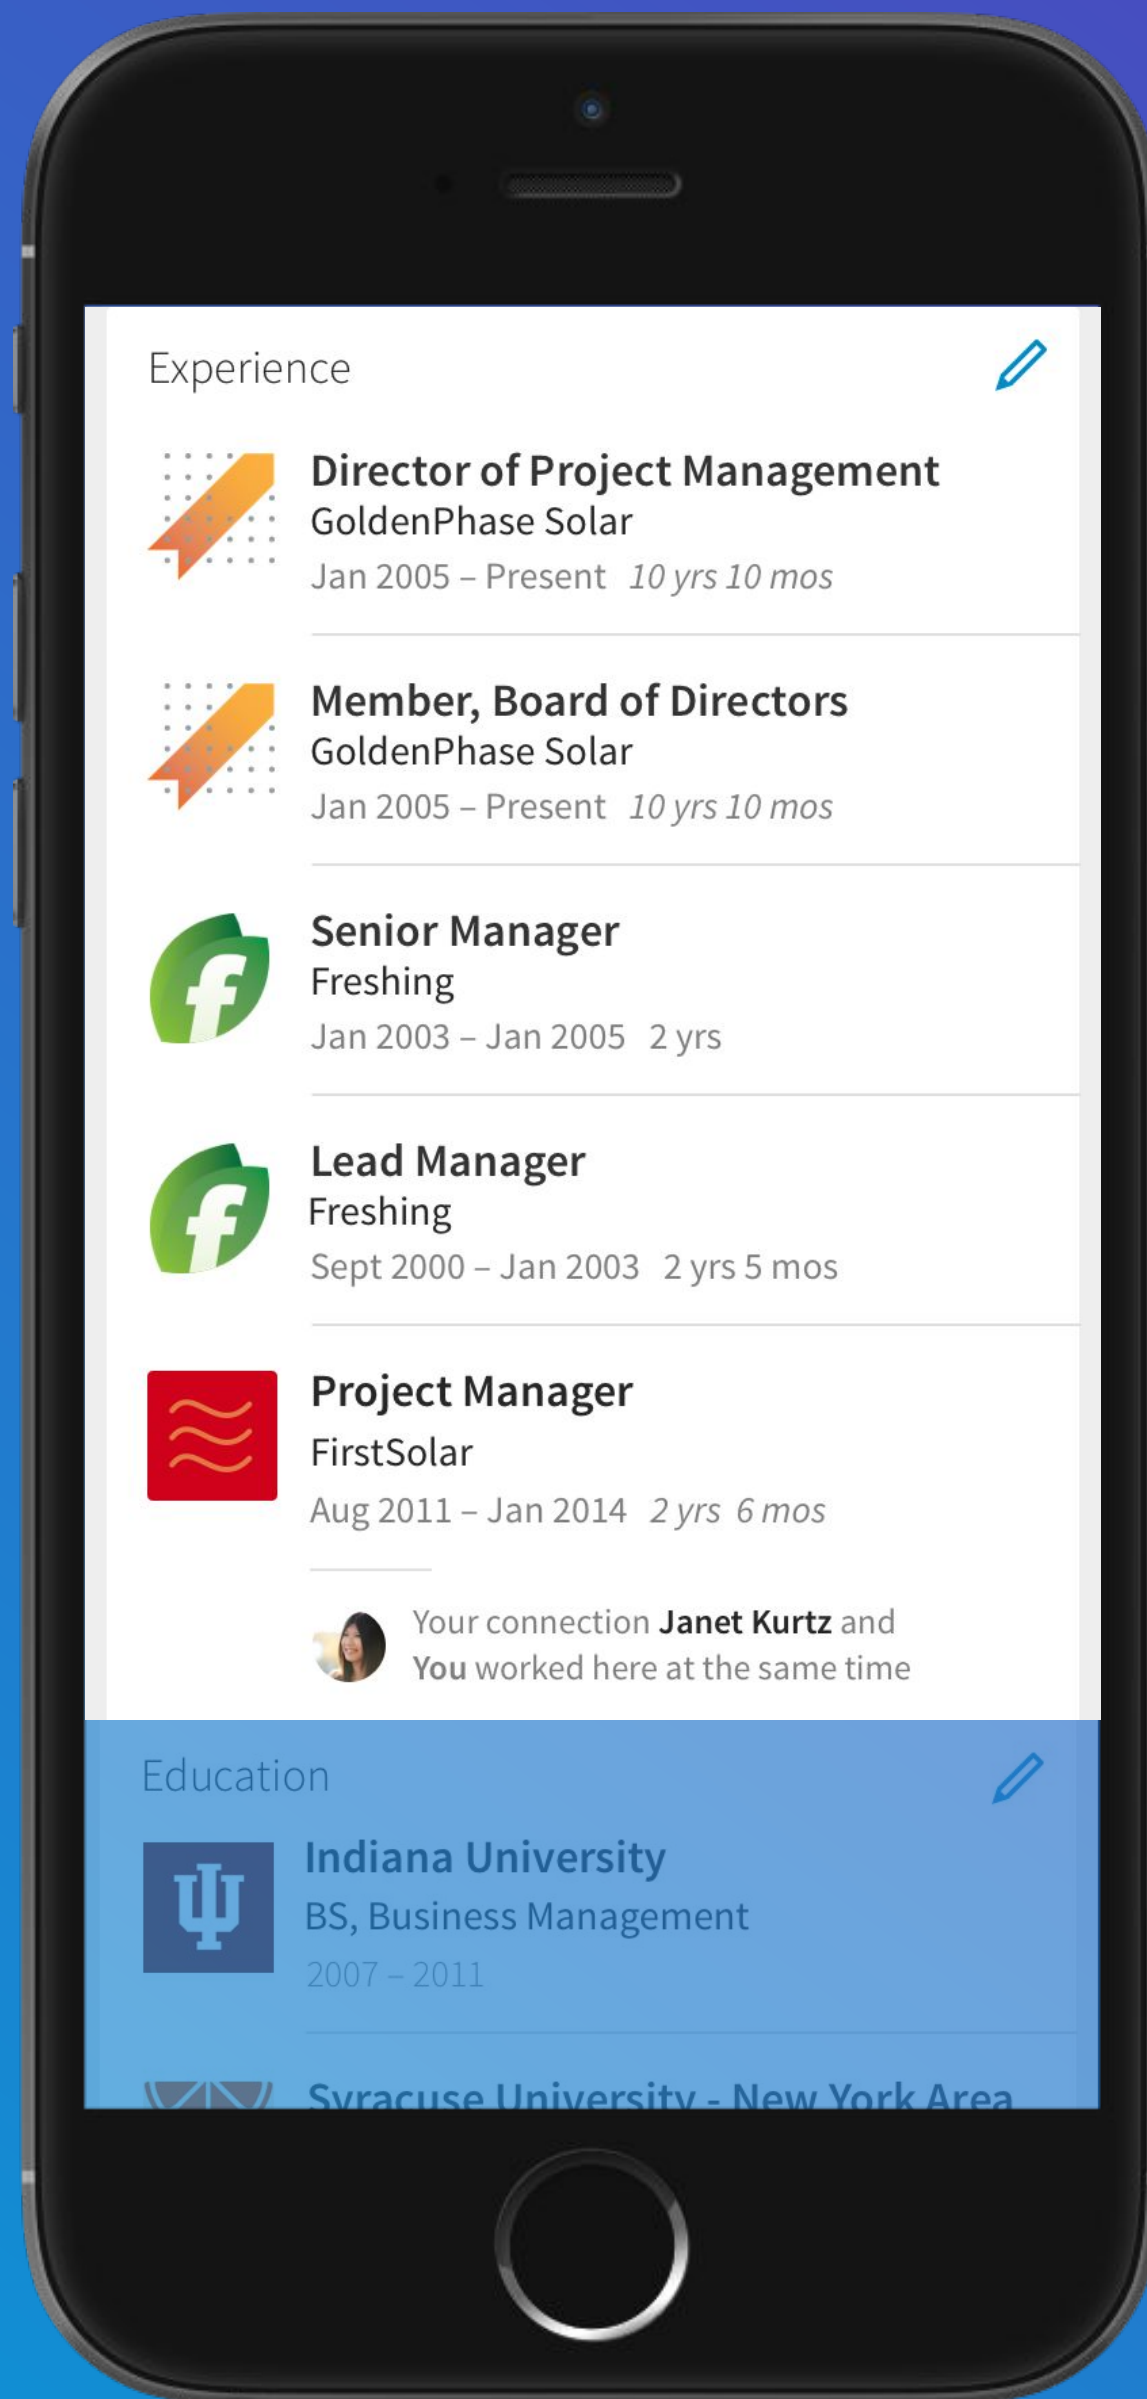 Experience
Director of Project Management
GoldenPhase Solar
Jan 2005 – Present 10 yrs 10 mos
Member, Board of Directors
GoldenPhase Solar
Jan 2005 – Present 10 yrs 10 mos
f
Senior Manager
Freshing
Jan 2003 – Jan 2005 2 yrs
f
Lead Manager
Freshing
Sept 2000 – Jan 2003 2 yrs 5 mos
Project Manager
FirstSolar
Aug 2011 – Jan 2014 2 yrs 6 mos
Your connection Janet Kurtz and
You worked here at the same time
Education
Indiana University
BS, Business Management
2007 – 2011
Syracuse University - New York Area